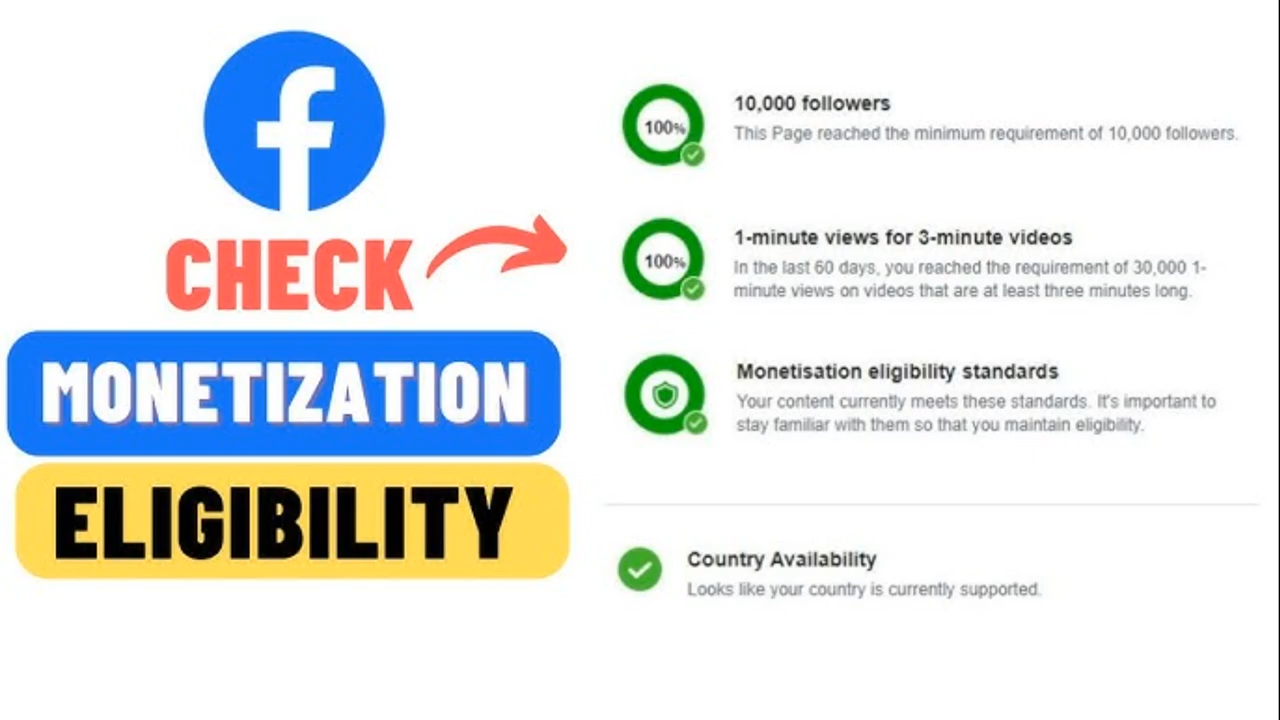 CHECK
MONETIZATION
ELIGIBILITY
100%
10,000 followers
This Page reached the minimum requirement of 10,000 followers.
100%
1-minute views for 3-minute videos
In the last 60 days, you reached the requirement of 30,000 1-
minute views on videos that are at least three minutes long.
Monetisation eligibility standards
Your content currently meets these standards. It's important to
stay familiar with them so that you maintain eligibility.
Country Availability
Looks like your country is currently supported.